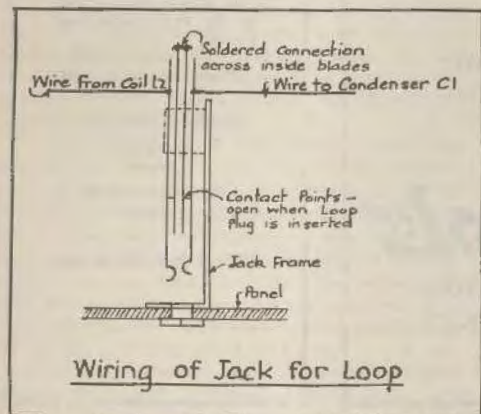 Soldered connection
across inside blades
Wire from Coil L2
Wire to Condenser C1
Contact Points -
open when Loop
Plug is inserted
Jack Frame
Panel
Wiring of Jack for Loop